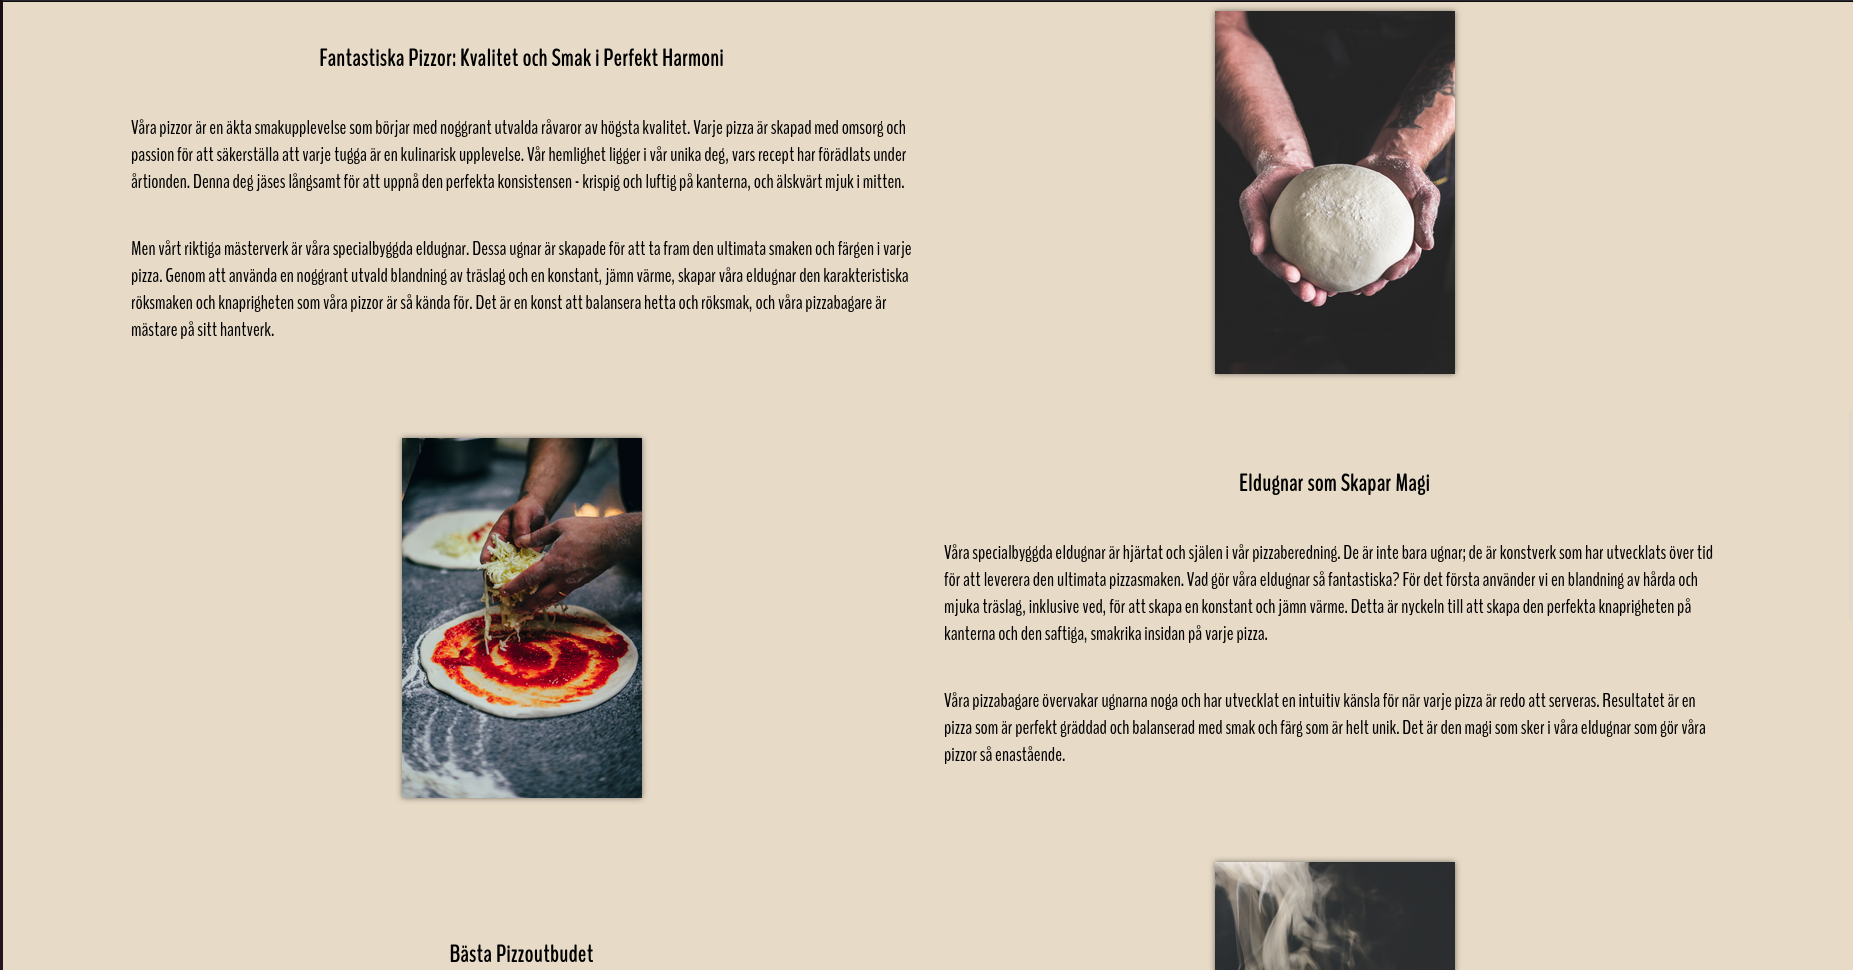 Fantastiska Pizzor: Kvalitet och Smak i Perfekt Harmoni
Våra pizzor är en äkta smakupplevelse som börjar med noggrant utvalda råvaror av högsta kvalitet. Varje pizza är skapad med omsorg och
passion för att säkerställa att varje tugga är en kulinarisk upplevelse. Vår hemlighet ligger i vår unika deg, vars recept har förädlats under
årtionden. Denna deg jäses långsamt för att uppnå den perfekta konsistensen - krispig och luftig på kanterna, och älskvärt mjuk i mitten.
Men vårt riktiga mästerverk är våra specialbyggda eldugnar. Dessa ugnar är skapade för att ta fram den ultimata smaken och färgen i varje
pizza. Genom att använda en noggrant utvald blandning av träslag och en konstant, jämn värme, skapar våra eldugnar den karakteristiska
röksmaken och knaprigheten som våra pizzor är så kända för. Det är en konst att balansera hetta och röksmak, och våra pizzabagare är
mästare på sitt hantverk.
Eldugnar som Skapar Magi
Våra specialbyggda eldugnar är hjärtat och själen i vår pizzaberedning. De är inte bara ugnar; de är konstverk som har utvecklats över tid
för att leverera den ultimata pizzasmaken. Vad gör våra eldugnar så fantastiska? För det första använder vi en blandning av hårda och
mjuka träslag, inklusive ved, för att skapa en konstant och jämn värme. Detta är nyckeln till att skapa den perfekta knaprigheten på
kanterna och den saftiga, smakrika insidan på varje pizza.
Våra pizzabagare övervakar ugnarna noga och har utvecklat en intuitiv känsla för när varje pizza är redo att serveras. Resultatet är en
pizza som är perfekt gräddad och balanserad med smak och färg som är helt unik. Det är den magi som sker i våra eldugnar som gör våra
pizzor så enastående.
Bästa Pizzoutbudet